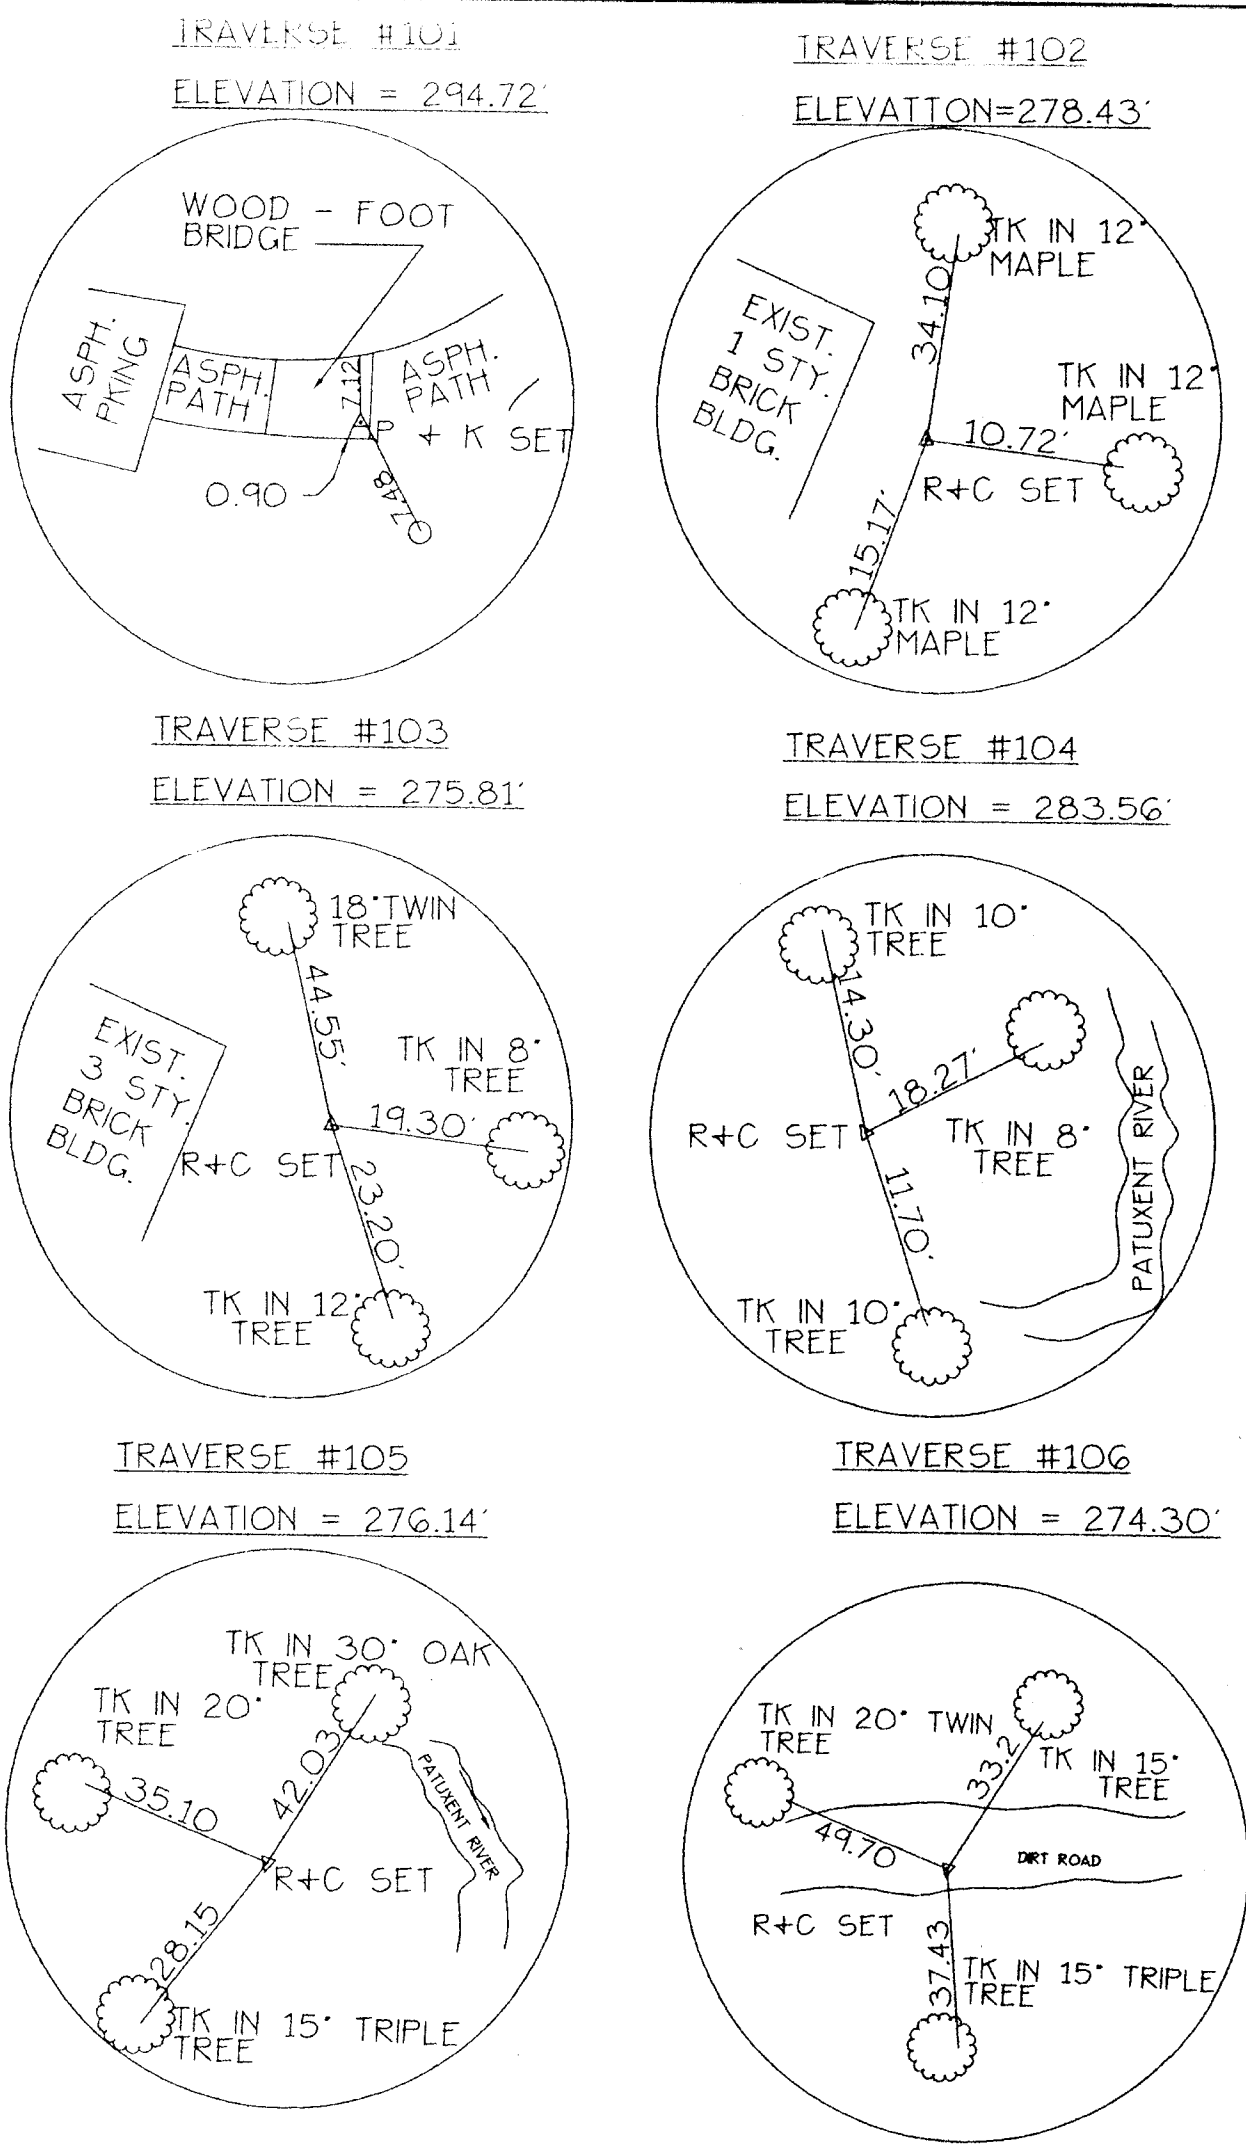 TRAVERSE #101
ELEVATION = 294.72'
WOOD - FOOT
BRIDGE
ASPH.
PKING
ASPH.
PATH
7.12
ASPH.
PATH
P + K SET
0.90
7.48
TRAVERSE #102
ELEVATTON=278.43'
TK IN 12"
MAPLE
34.10
EXIST.
1 STY.
BRICK
BLDG.
TK IN 12"
MAPLE
10.72'
R+C SET
15.17'
TK IN 12"
MAPLE
TRAVERSE #103
ELEVATION = 275.81'
18"TWIN
TREE
44.55'
EXIST.
3 STY.
BRICK
BLDG.
TK IN 8"
TREE
19.30'
R+C SET
23.20'
TK IN 12"
TREE
TRAVERSE #104
ELEVATION = 283.56'
TK IN 10"
TREE
14.30'
18.27'
R+C SET
TK IN 8"
TREE
PATUXENT RIVER
11.70'
TK IN 10"
TREE
TRAVERSE #105
ELEVATION = 276.14'
TK IN 30" OAK
TREE
TK IN 20"
TREE
35.10
42.03
PATUXENT RIVER
R+C SET
28.15
TK IN 15" TRIPLE
TREE
TRAVERSE #106
ELEVATION = 274.30'
TK IN 20" TWIN
TREE
33.2
TK IN 15"
TREE
49.70
DIRT ROAD
R+C SET
37.43
TK IN 15" TRIPLE
TREE